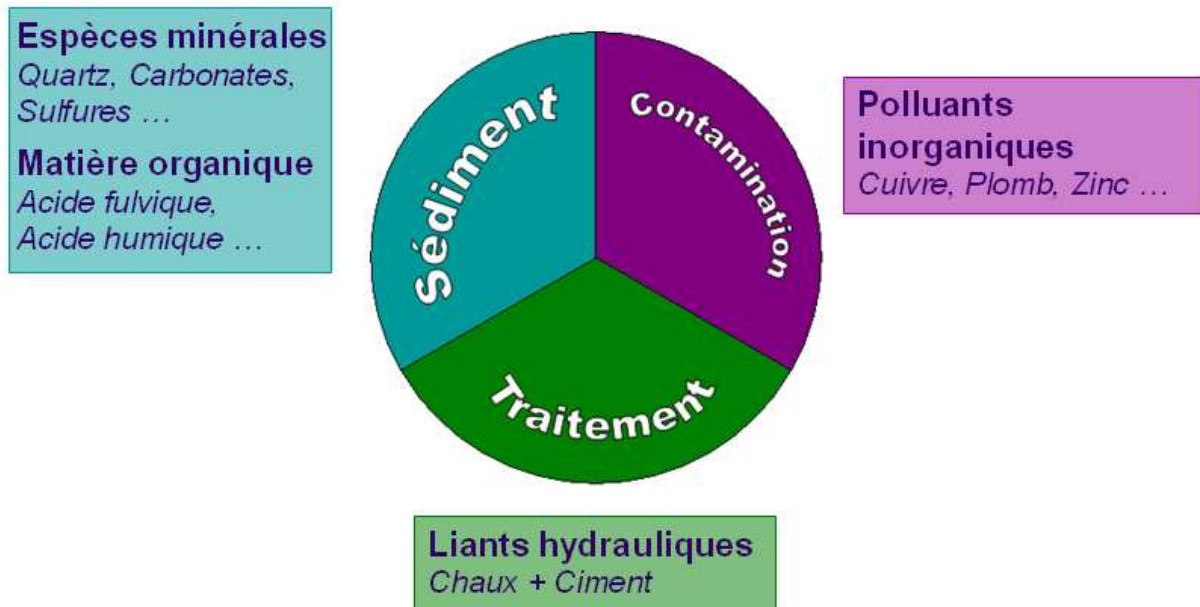 Espèces minérales
Quartz, Carbonates,
Sulfures ...
Matière organique
Acide fulvique,
Acide humique ...
Sédiment
Contamination
Traitement
Polluants
inorganiques
Cuivre, Plomb, Zinc ...
Liants hydrauliques
Chaux + Ciment